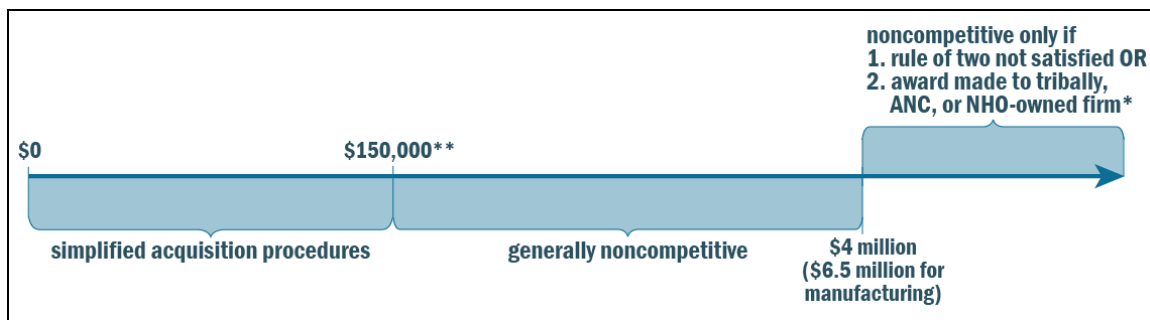 noncompetitive only if
1. rule of two not satisfied OR
2. award made to tribally,
ANC, or NHO-owned firm*
$0
$150,000**
simplified acquisition procedures
generally noncompetitive
$4 million
($6.5 million for
manufacturing)